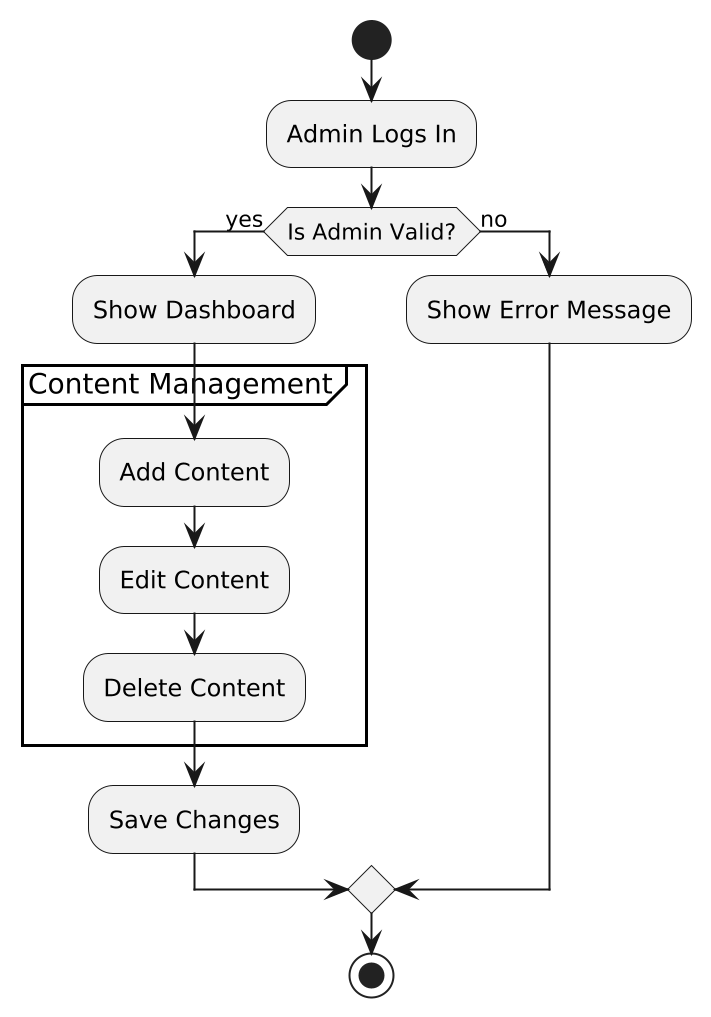 Admin Logs In
Is Admin Valid?
yes
no
Show Dashboard
Show Error Message
Content Management
Add Content
Edit Content
Delete Content
Save Changes